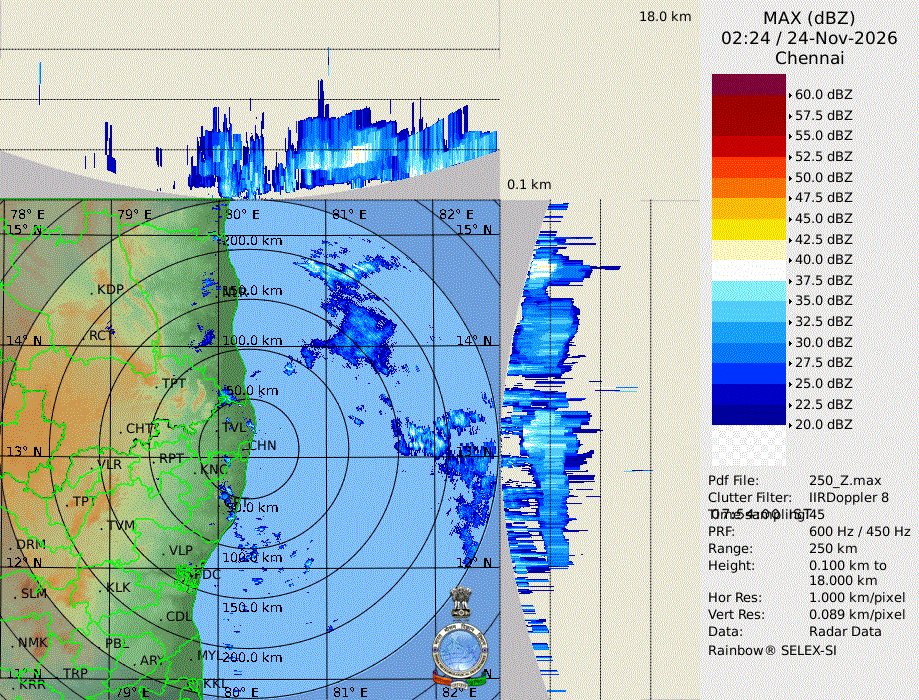 18.0 km
0.1 km
MAX (dBZ)
02:24 / 24-Nov-2026
Chennai
60.0 dBZ
57.5 dBZ
55.0 dBZ
52.5 dBZ
50.0 dBZ
47.5 dBZ
45.0 dBZ
42.5 dBZ
40.0 dBZ
37.5 dBZ
35.0 dBZ
32.5 dBZ
30.0 dBZ
27.5 dBZ
25.0 dBZ
22.5 dBZ
20.0 dBZ
Pdf File: 250_Z.max
Clutter Filter: IIRDoppler 8
PRF: 600 Hz / 450 Hz
Range: 250 km
Height: 0.100 km to
18.000 km
Hor Res: 1.000 km/pixel
Vert Res: 0.089 km/pixel
Data: Radar Data
Rainbow® SELEX-SI
78° E 79° E 80° E 81° E 82° E
15° N 15° N
200.0 km
KDP 150.0 km
RCT 100.0 km
14° N 14° N
TPT 50.0 km
CHT TVL
CHN
13° N VLR RPT KNC 13° N
TPT
TVM 50.0 km
DRM VLP 100.0 km
12° N 12° N
PDC
SLM KLK 150.0 km
CDL
NMK PBL
ARY MYL 200.0 km
TRP
11° N 11° N
KRR KKL
79° E 80° E 81° E 82° E